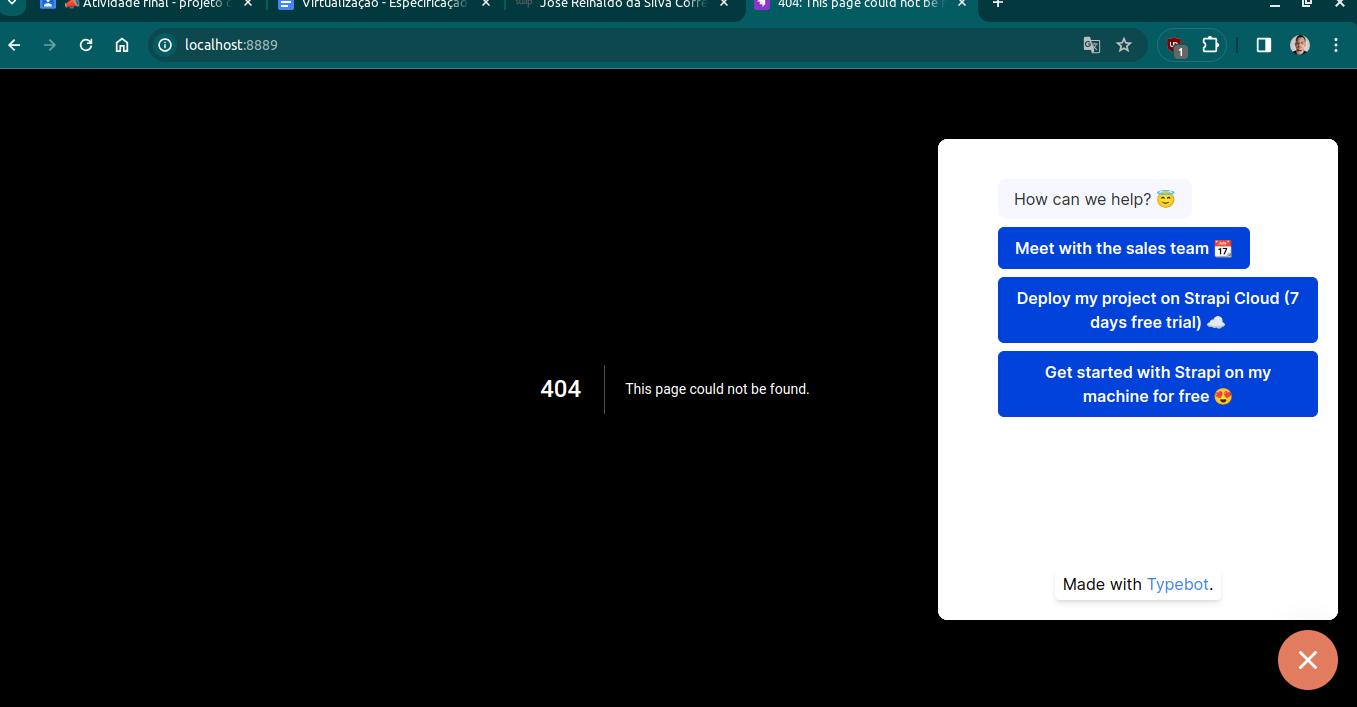 Atividade final - projeto
Virtualização - Especificação
José Reinaldo da Silva Corre
404: This page could not be
localhost:8889
1
How can we help? 😇
Meet with the sales team 📆
Deploy my project on Strapi Cloud (7
days free trial) ☁️
Get started with Strapi on my
machine for free 😍
404
This page could not be found.
Made with Typebot.